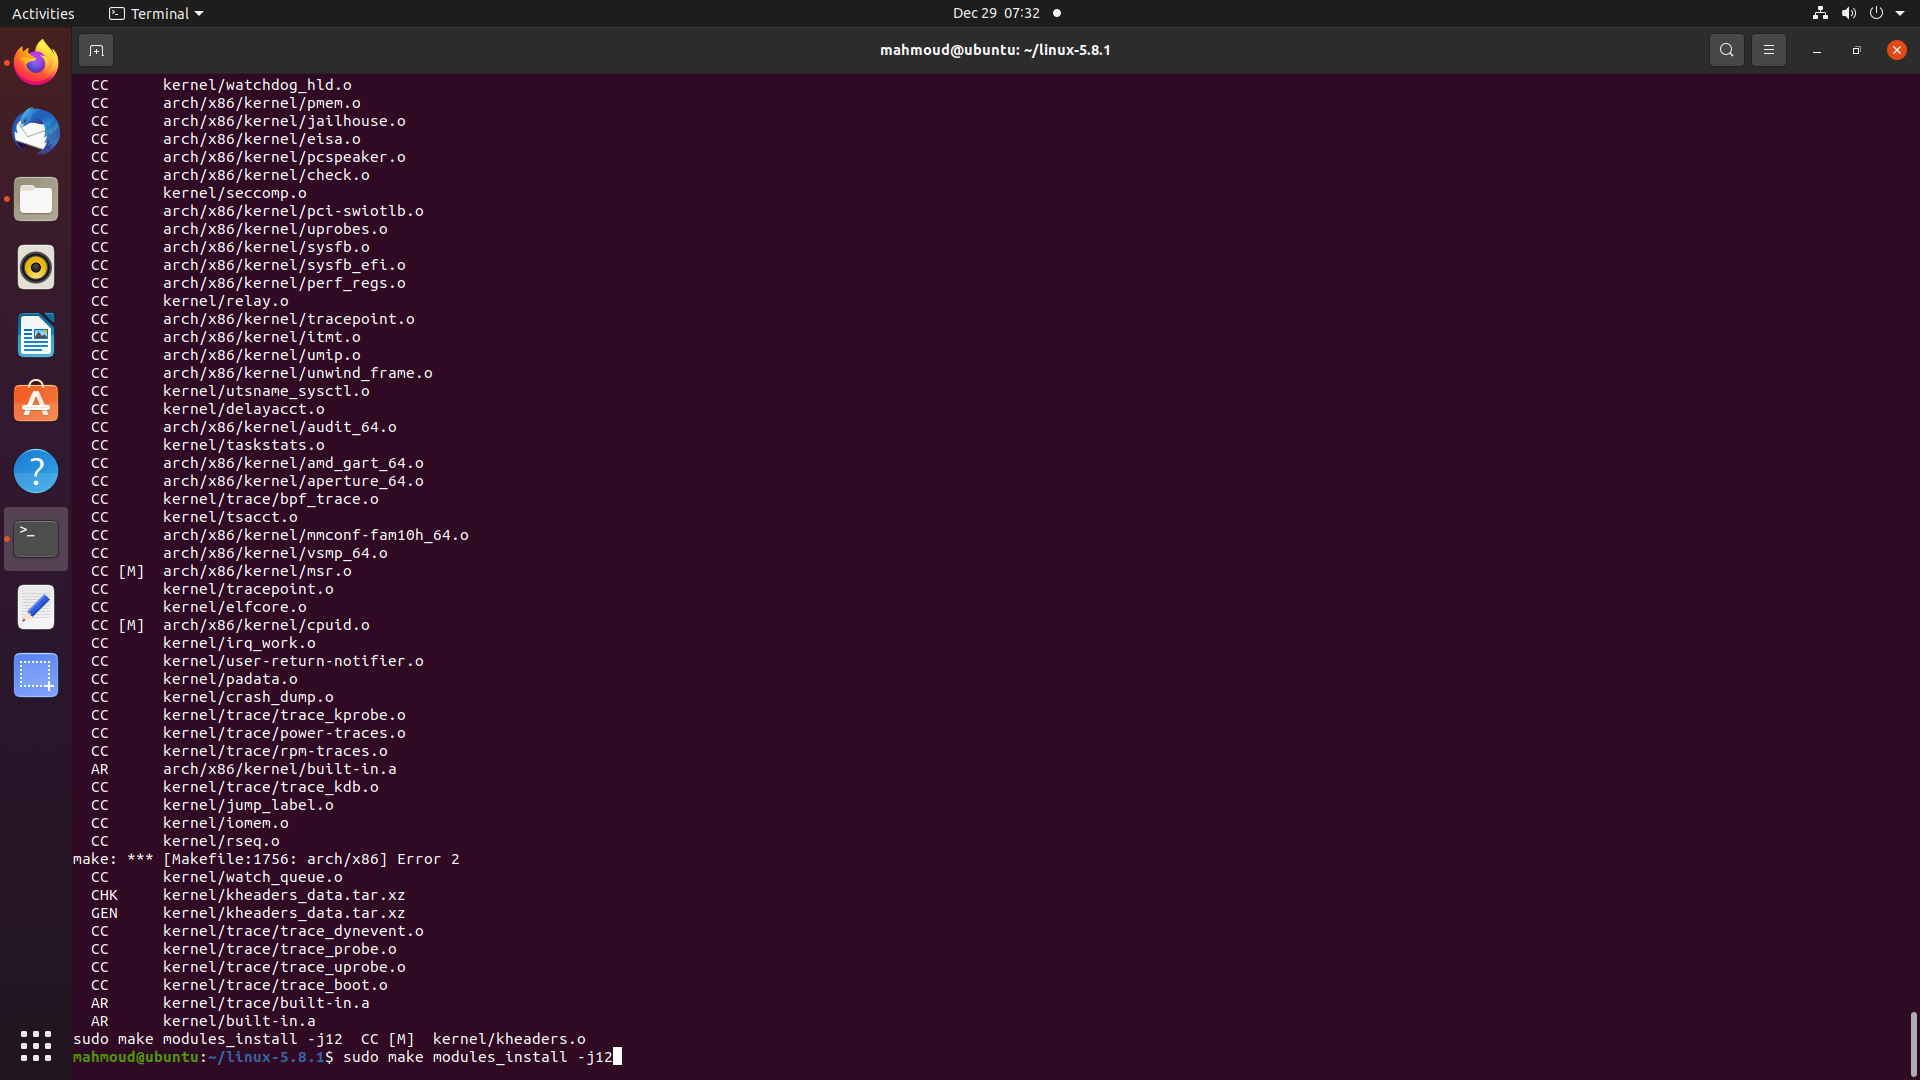 Activities
Terminal
Dec 29 07:32
mahmoud@ubuntu: ~/linux-5.8.1
CC kernel/watchdog_hld.o
CC arch/x86/kernel/pmem.o
CC arch/x86/kernel/jailhouse.o
CC arch/x86/kernel/eisa.o
CC arch/x86/kernel/pcspeaker.o
CC arch/x86/kernel/check.o
CC kernel/seccomp.o
CC arch/x86/kernel/pci-swiotlb.o
CC arch/x86/kernel/uprobes.o
CC arch/x86/kernel/sysfb.o
CC arch/x86/kernel/sysfb_efi.o
CC arch/x86/kernel/perf_regs.o
CC kernel/relay.o
CC arch/x86/kernel/tracepoint.o
CC arch/x86/kernel/itmt.o
CC arch/x86/kernel/umip.o
CC arch/x86/kernel/unwind_frame.o
CC kernel/utsname_sysctl.o
CC kernel/delayacct.o
CC arch/x86/kernel/audit_64.o
CC kernel/taskstats.o
CC arch/x86/kernel/amd_gart_64.o
CC arch/x86/kernel/aperture_64.o
CC kernel/trace/bpf_trace.o
CC kernel/tsacct.o
CC arch/x86/kernel/mmconf-fam10h_64.o
CC arch/x86/kernel/vsmp_64.o
CC [M] arch/x86/kernel/msr.o
CC kernel/tracepoint.o
CC kernel/elfcore.o
CC [M] arch/x86/kernel/cpuid.o
CC kernel/irq_work.o
CC kernel/user-return-notifier.o
CC kernel/padata.o
CC kernel/crash_dump.o
CC kernel/trace/trace_kprobe.o
CC kernel/trace/power-traces.o
CC kernel/trace/rpm-traces.o
AR arch/x86/kernel/built-in.a
CC kernel/trace/trace_kdb.o
CC kernel/jump_label.o
CC kernel/iomem.o
CC kernel/rseq.o
make: *** [Makefile:1756: arch/x86] Error 2
CC kernel/watch_queue.o
CHK kernel/kheaders_data.tar.xz
GEN kernel/kheaders_data.tar.xz
CC kernel/trace/trace_dynevent.o
CC kernel/trace/trace_probe.o
CC kernel/trace/trace_uprobe.o
CC kernel/trace/trace_boot.o
AR kernel/trace/built-in.a
AR kernel/built-in.a
sudo make modules_install -j12 CC [M] kernel/kheaders.o
mahmoud@ubuntu:~/linux-5.8.1$ sudo make modules_install -j12